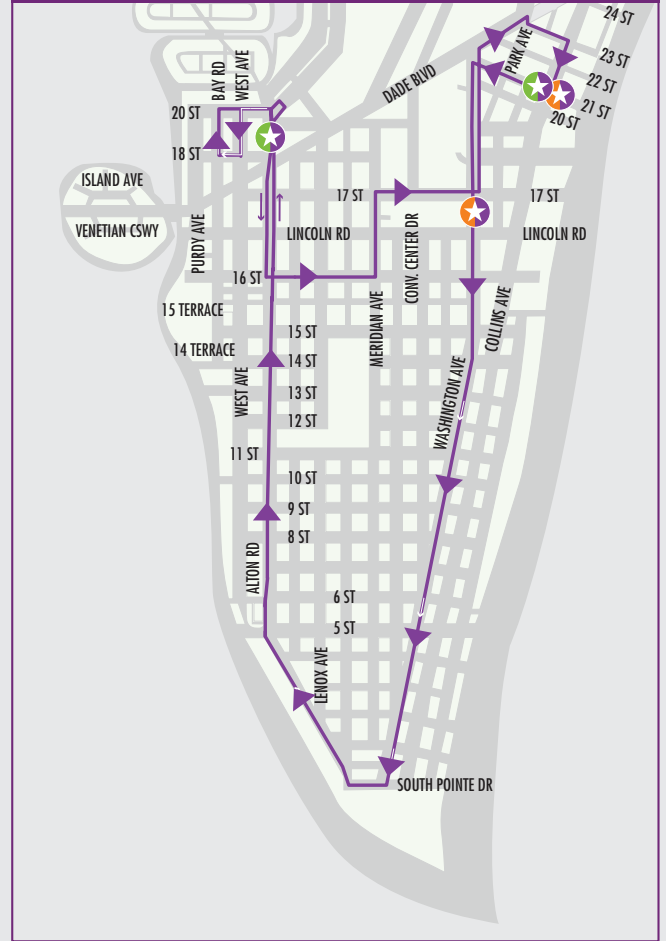 24 ST
PARK AVE
23 ST
22 ST
21 ST
20 ST
BAY RD
WEST AVE
DADE BLVD
20 ST
18 ST
ISLAND AVE
17 ST
17 ST
VENETIAN CSWY
PURDY AVE
LINCOLN RD
CONV. CENTER DR
LINCOLN RD
16 ST
15 TERRACE
MERIDIAN AVE
COLLINS AVE
15 ST
14 TERRACE
14 ST
WEST AVE
13 ST
WASHINGTON AVE
12 ST
11 ST
10 ST
9 ST
8 ST
ALTON RD
6 ST
5 ST
LENOX AVE
SOUTH POINTE DR